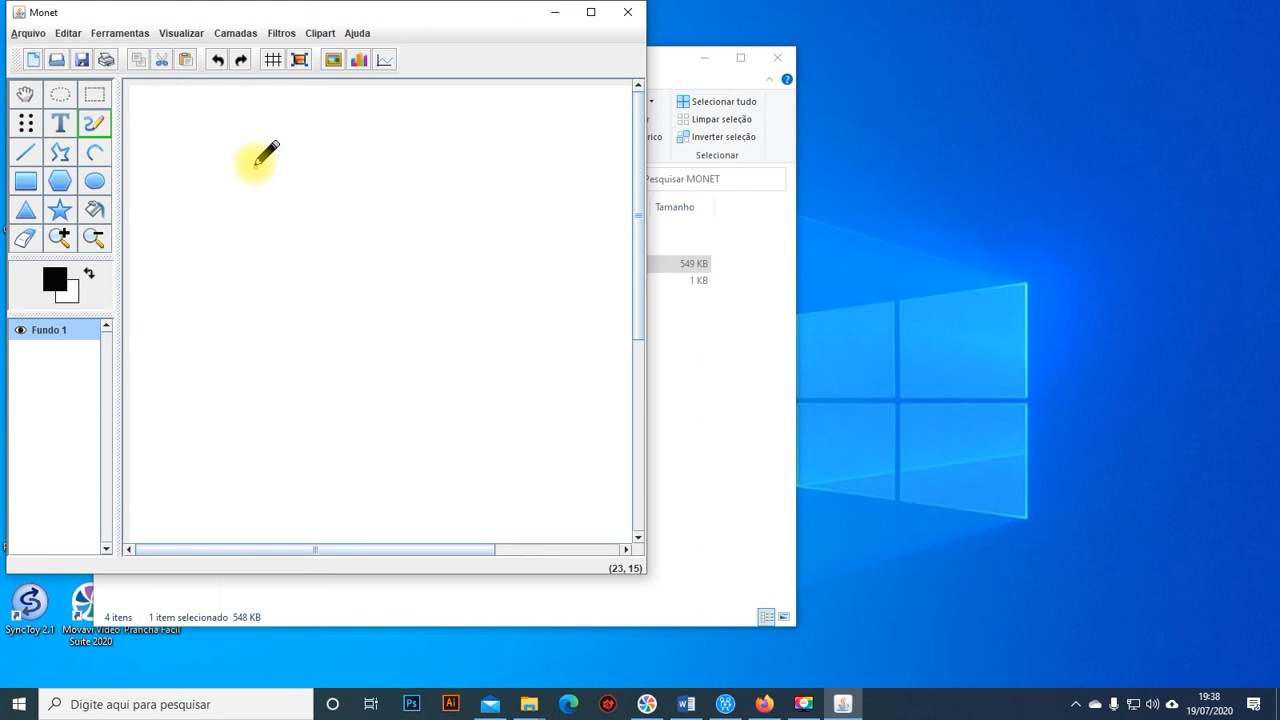 Monet
Arquivo Editar Ferramentas Visualizar Camadas Filtros Clipart Ajuda
T
Fundo 1
(23, 15)
Selecionar tudo
Limpar seleção
Inverter seleção
Selecionar
Pesquisar MONET
Tamanho
549 KB
1 KB
4 itens 1 item selecionado 548 KB
SyncToy 2.1
Movavi Video Suite 2020
Prancha Fácil
Digite aqui para pesquisar
Ps
Ai
W
19:38
19/07/2020